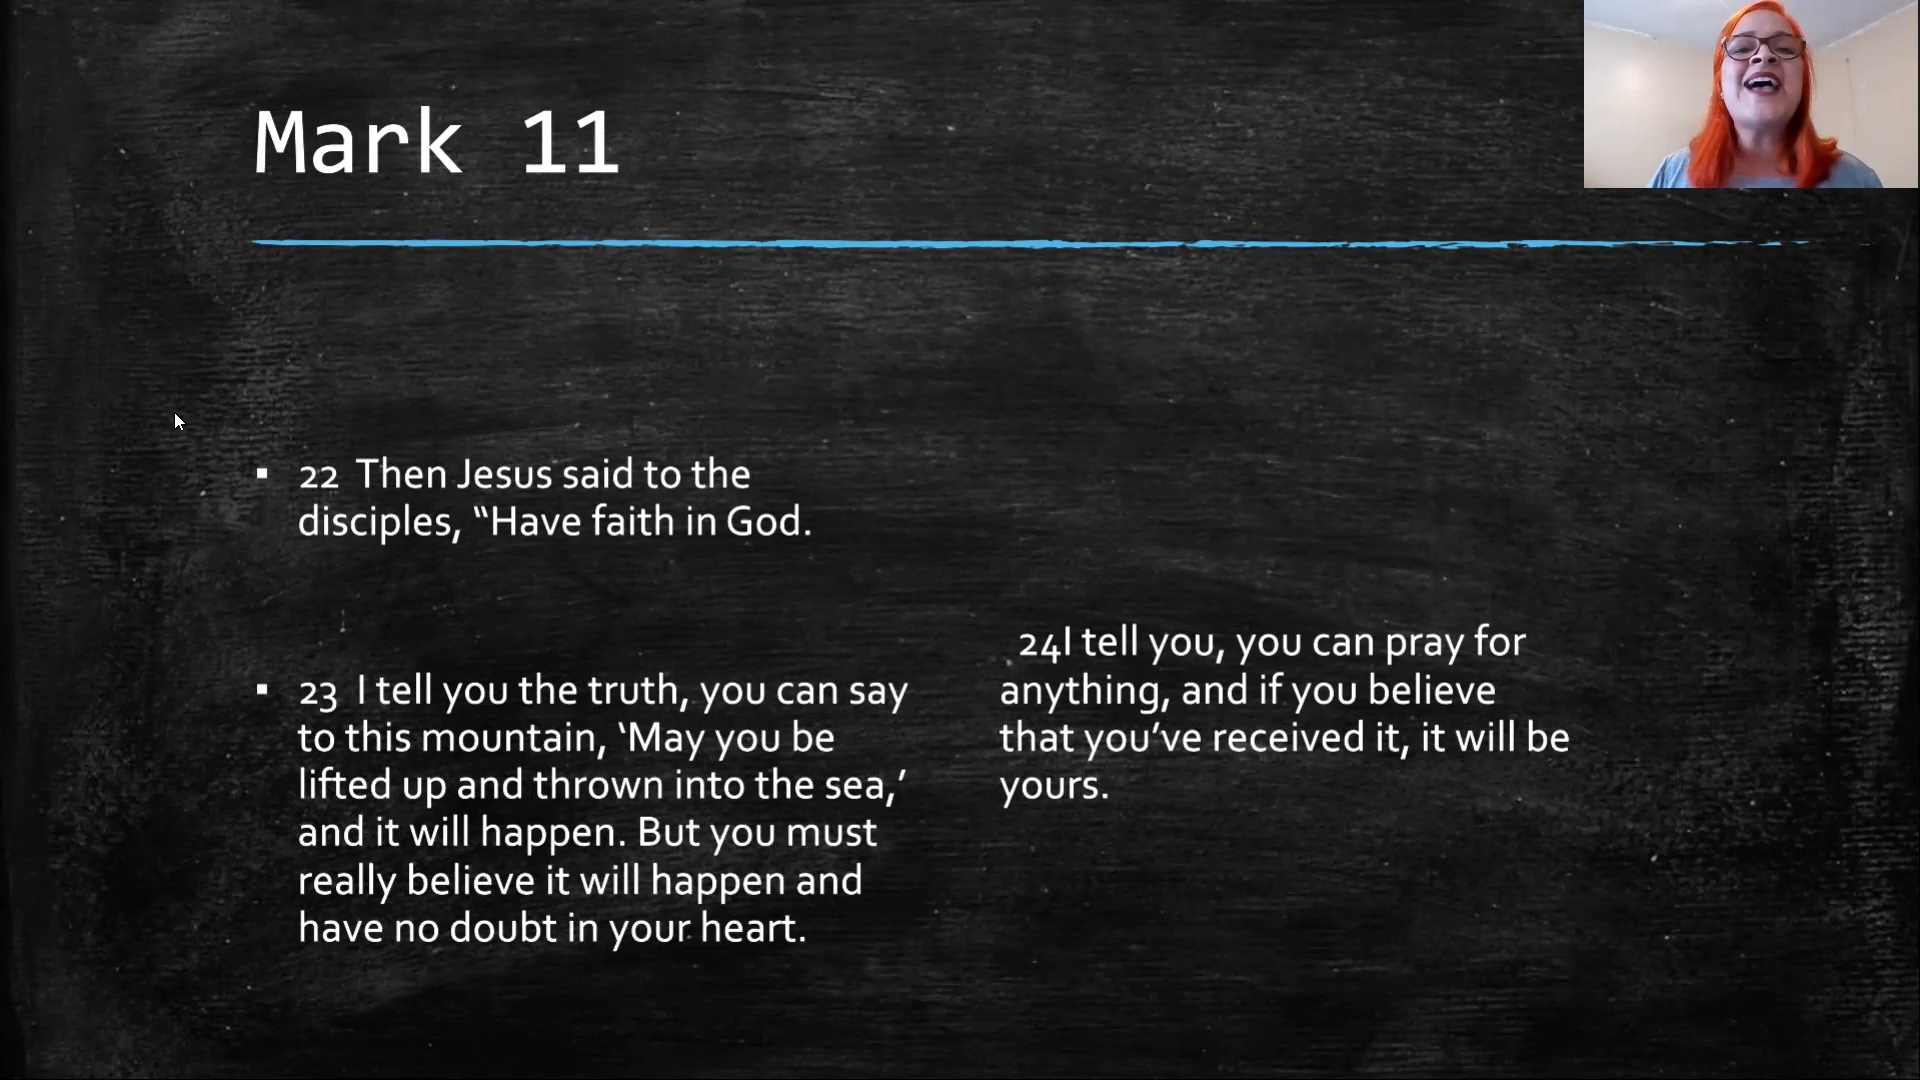 Mark 11
▪ 22  Then Jesus said to the
disciples, “Have faith in God.
▪ 23  I tell you the truth, you can say
to this mountain, ‘May you be
lifted up and thrown into the sea,’
and it will happen. But you must
really believe it will happen and
have no doubt in your heart.
24I tell you, you can pray for
anything, and if you believe
that you’ve received it, it will be
yours.